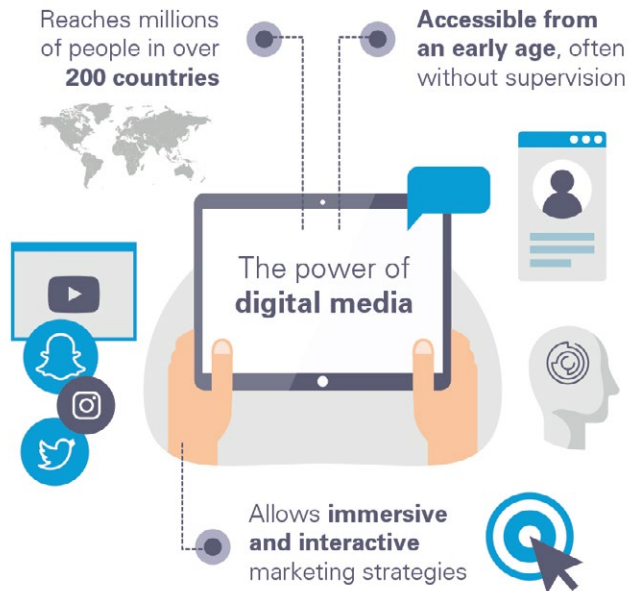 Reaches millions
of people in over
200 countries
Accessible from
an early age, often
without supervision
The power of
digital media
Allows immersive
and interactive
marketing strategies